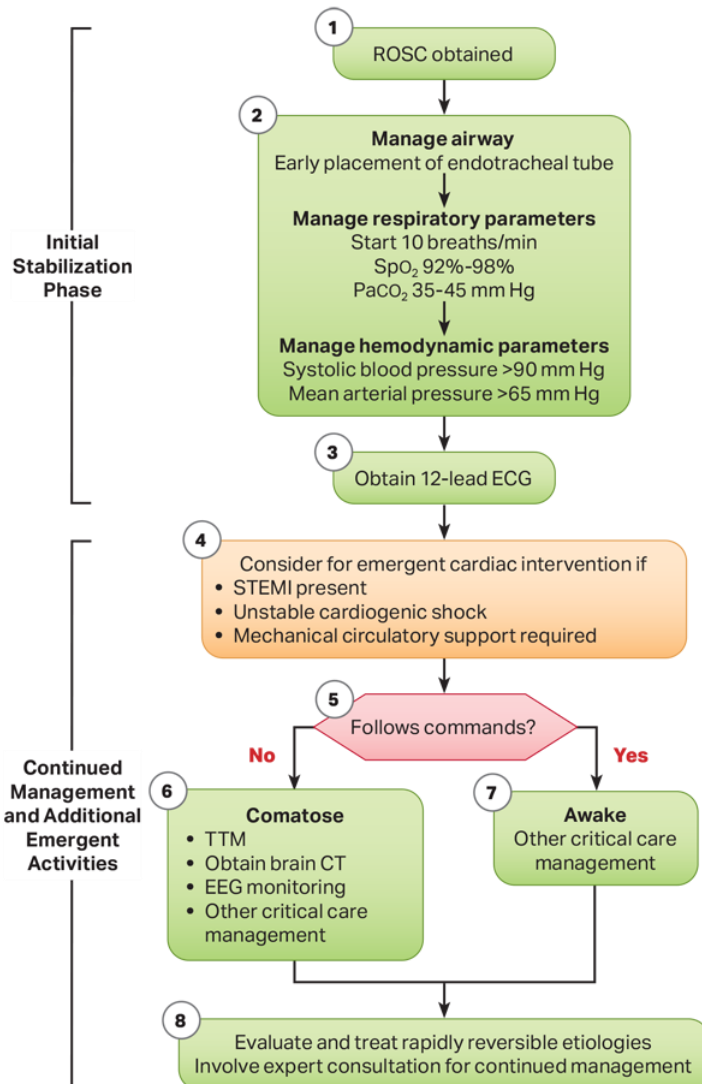 1
ROSC obtained
2
Manage airway
Early placement of endotracheal tube
Manage respiratory parameters
Start 10 breaths/min
SpO₂ 92%-98%
PaCO₂ 35-45 mm Hg
Manage hemodynamic parameters
Systolic blood pressure >90 mm Hg
Mean arterial pressure >65 mm Hg
Initial
Stabilization
Phase
3
Obtain 12-lead ECG
4
Consider for emergent cardiac intervention if
• STEMI present
• Unstable cardiogenic shock
• Mechanical circulatory support required
5
Follows commands?
No
Yes
Continued
Management
and Additional
Emergent
Activities
6
Comatose
• TTM
• Obtain brain CT
• EEG monitoring
• Other critical care
management
7
Awake
Other critical care
management
8
Evaluate and treat rapidly reversible etiologies
Involve expert consultation for continued management